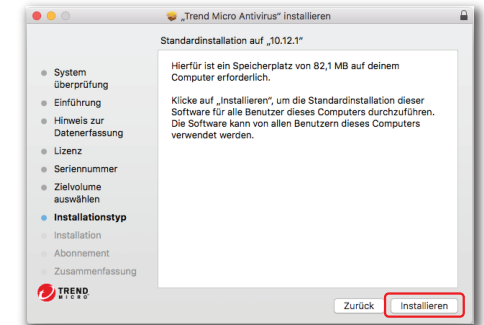 „Trend Micro Antivirus“ installieren
Standardinstallation auf „10.12.1“
System
überprüfung
Einführung
Hinweis zur
Datenerfassung
Lizenz
Seriennummer
Zielvolume
auswählen
Installationstyp
Installation
Abonnement
Zusammenfassung
Hierfür ist ein Speicherplatz von 82,1 MB auf deinem
Computer erforderlich.
Klicke auf „Installieren“, um die Standardinstallation dieser
Software für alle Benutzer dieses Computers durchzuführen.
Die Software kann von allen Benutzern dieses Computers
verwendet werden.
TREND
MICRO
Zurück
Installieren